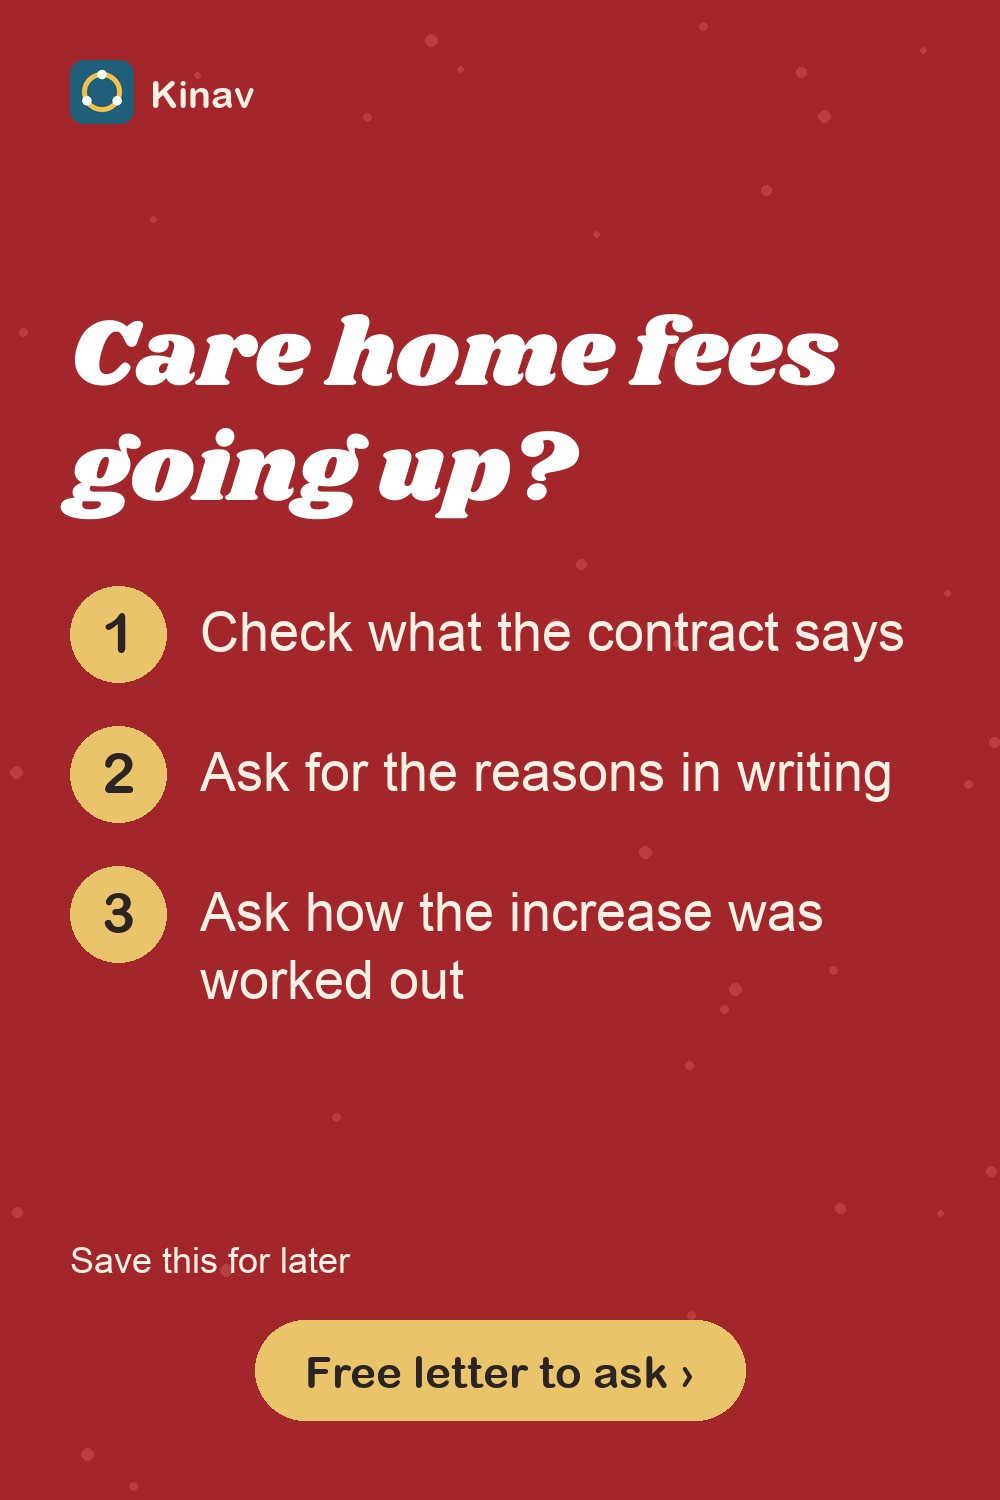 Kinav
Care home fees
going up?
1 Check what the contract says
2 Ask for the reasons in writing
3 Ask how the increase was
worked out
Save this for later
Free letter to ask ›